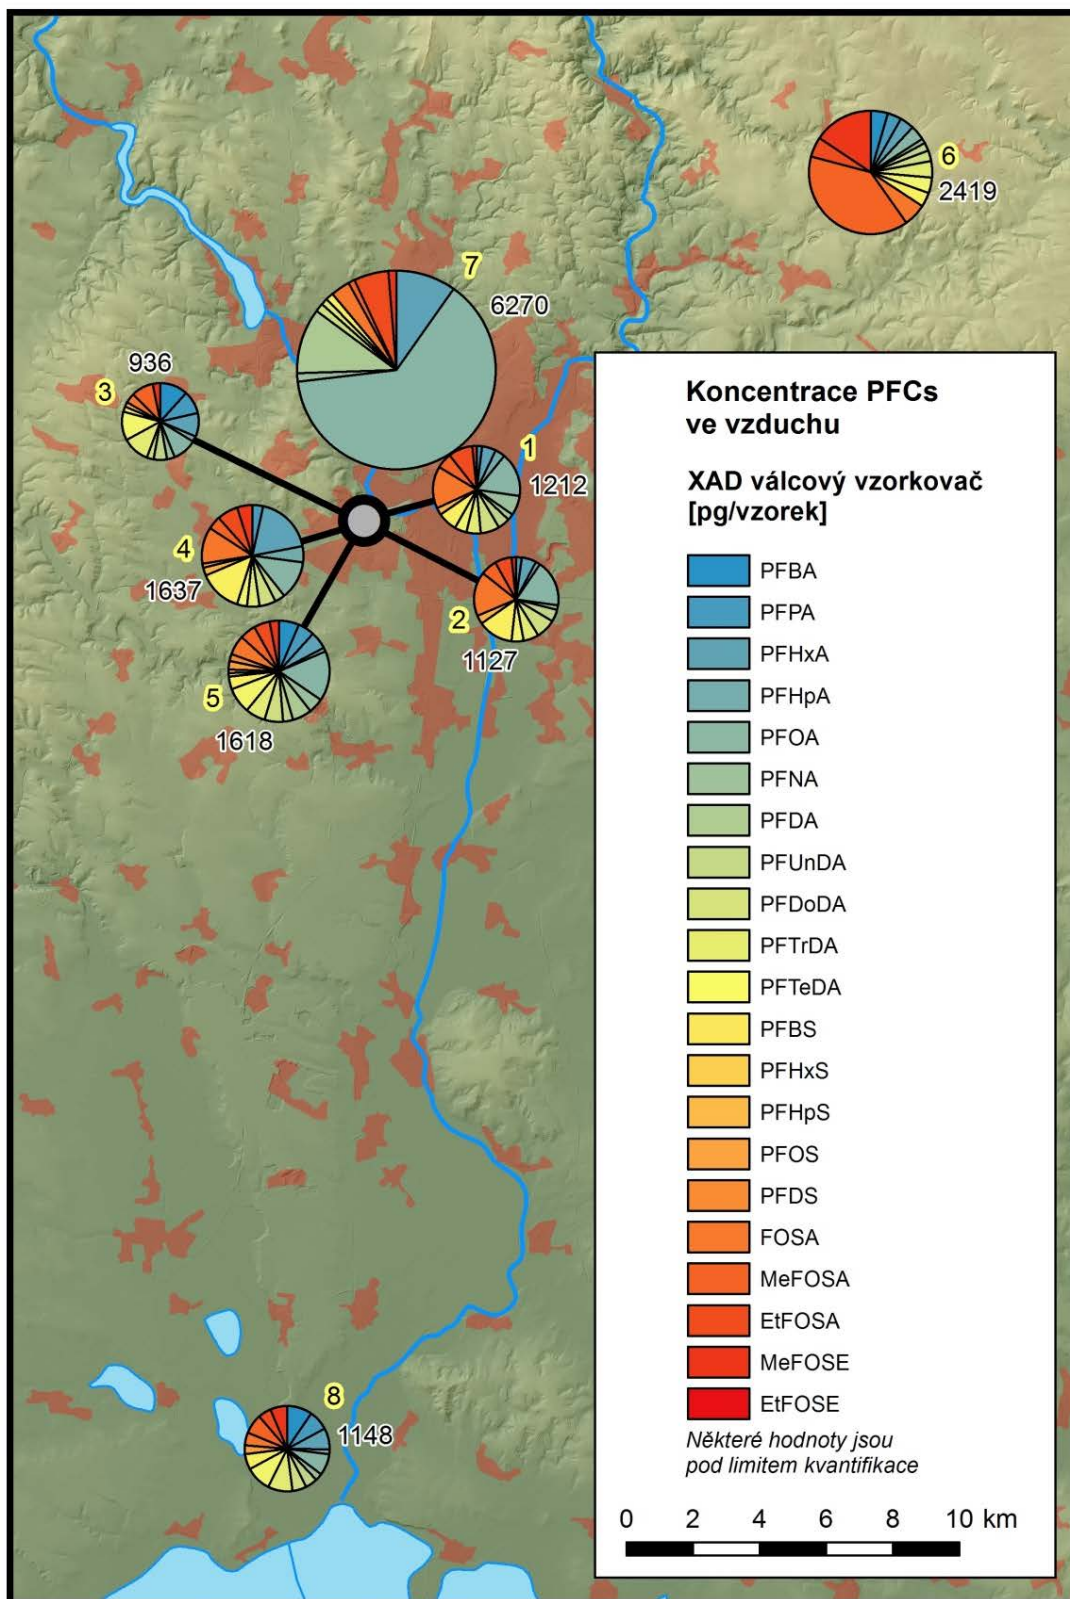 6
2419
7
6270
936
3
1
1212
4
1637
2
1127
5
1618
8
1148
Koncentrace PFCs
ve vzduchu
XAD válcový vzorkovač
[pg/vzorek]
PFBA
PFPA
PFHxA
PFHpA
PFOA
PFNA
PFDA
PFUnDA
PFDoDA
PFTrDA
PFTeDA
PFBS
PFHxS
PFHpS
PFOS
PFDS
FOSA
MeFOSA
EtFOSA
MeFOSE
EtFOSE
Některé hodnoty jsou
pod limitem kvantifikace
0 2 4 6 8 10 km